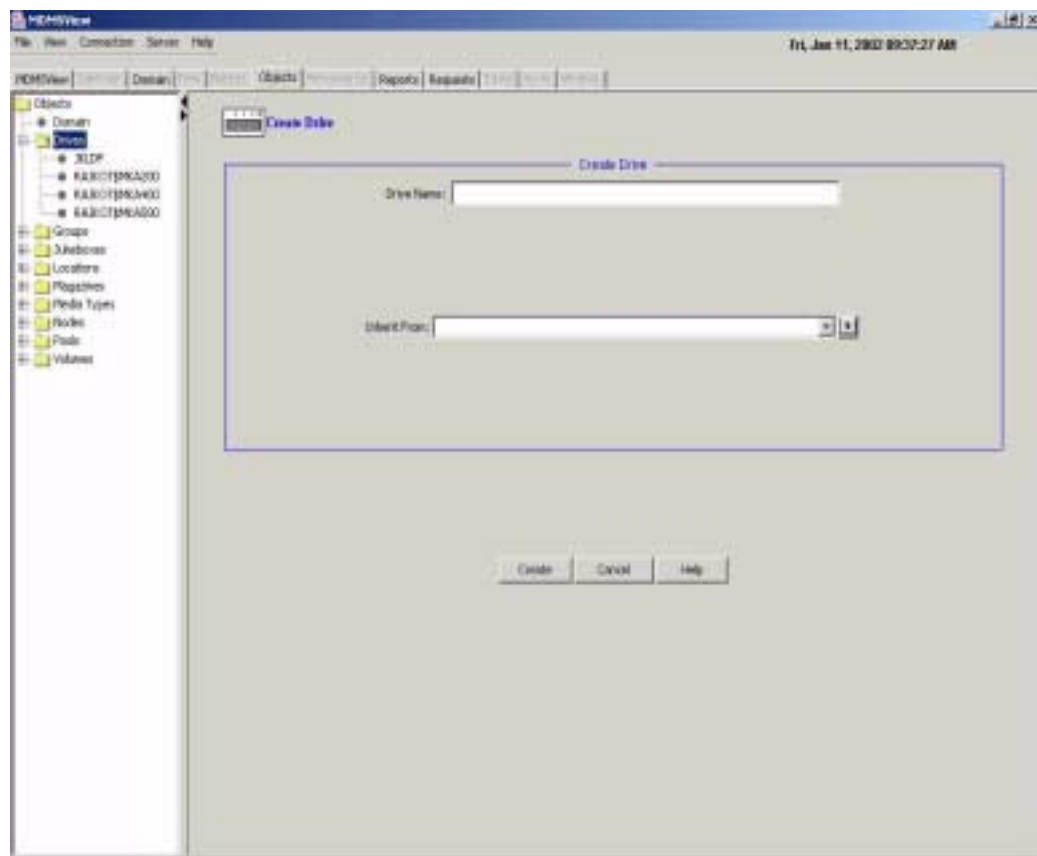 MDMSView
File View Connection Server Help
Fri, Jan 11, 2002 09:37:27 AM
MDMSView Domain Objects Reports Requests
Objects
Domain
Drives
Groups
Jukeboxes
Locations
Magazines
Media Types
Nodes
Pools
Volumes
Create Drive
Create Drive
Drive Name:
Inherit From:
Create Cancel Help